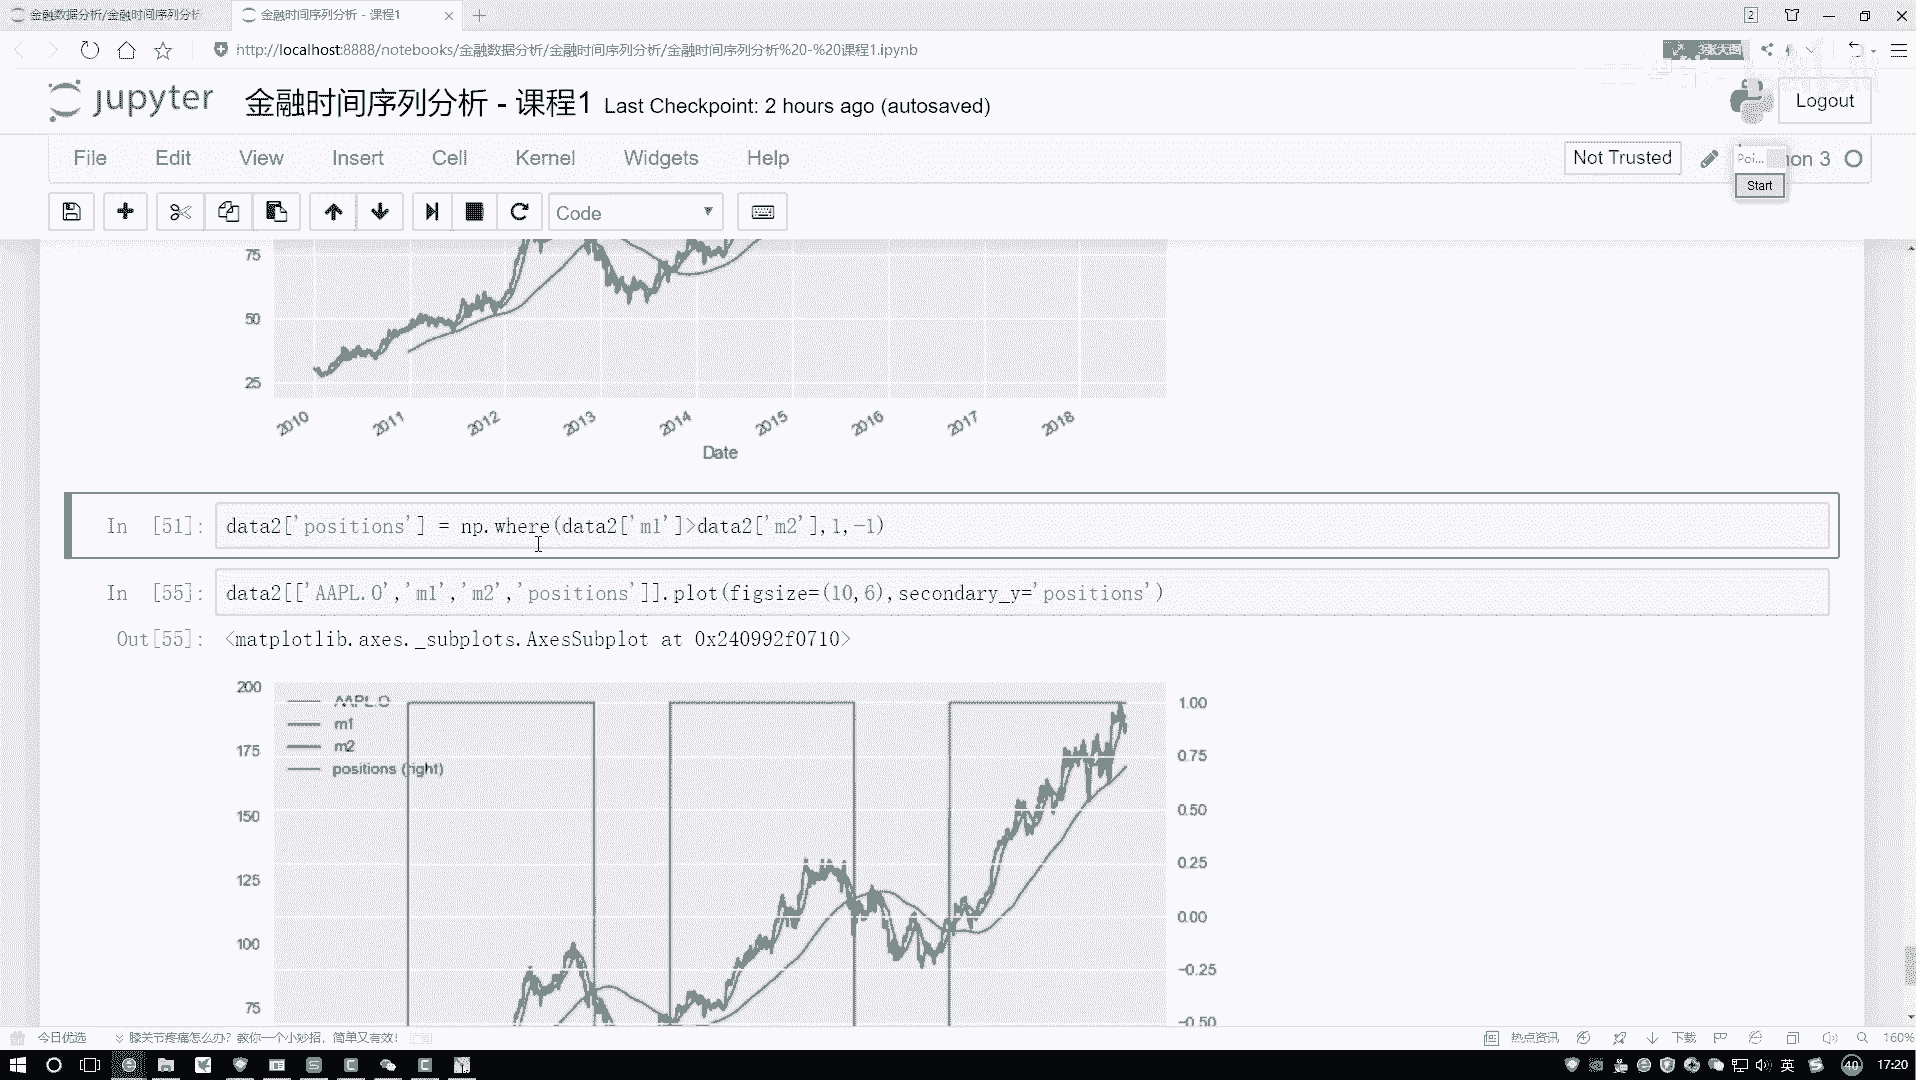 金融数据分析/金融时间序列分析 金融时间序列分析 - 课程1
http://localhost:8888/notebooks/金融数据分析/金融时间序列分析/金融时间序列分析%20-%20课程1.ipynb 3张大图
jupyter 金融时间序列分析 - 课程1 Last Checkpoint: 2 hours ago (autosaved) Logout
File Edit View Insert Cell Kernel Widgets Help Not Trusted Poi... hon 3
Start
Code
75
50
25
2010 2011 2012 2013 2014 2015 2016 2017 2018
Date
In [51]: data2['positions'] = np.where(data2['m1']>data2['m2'],1,-1)
In [55]: data2[['AAPL.O','m1','m2','positions']].plot(figsize=(10,6),secondary_y='positions')
Out[55]: <matplotlib.axes._subplots.AxesSubplot at 0x240992f0710>
200 AAPL.O 1.00
m1
m2
175 0.75
positions (right)
150 0.50
125 0.25
100 0.00
−0.25
75 −0.50
今日优选 膝关节疼痛怎么办？教你一个小妙招，简单又有效！ 热点资讯 下载 160%
英 40 17:20